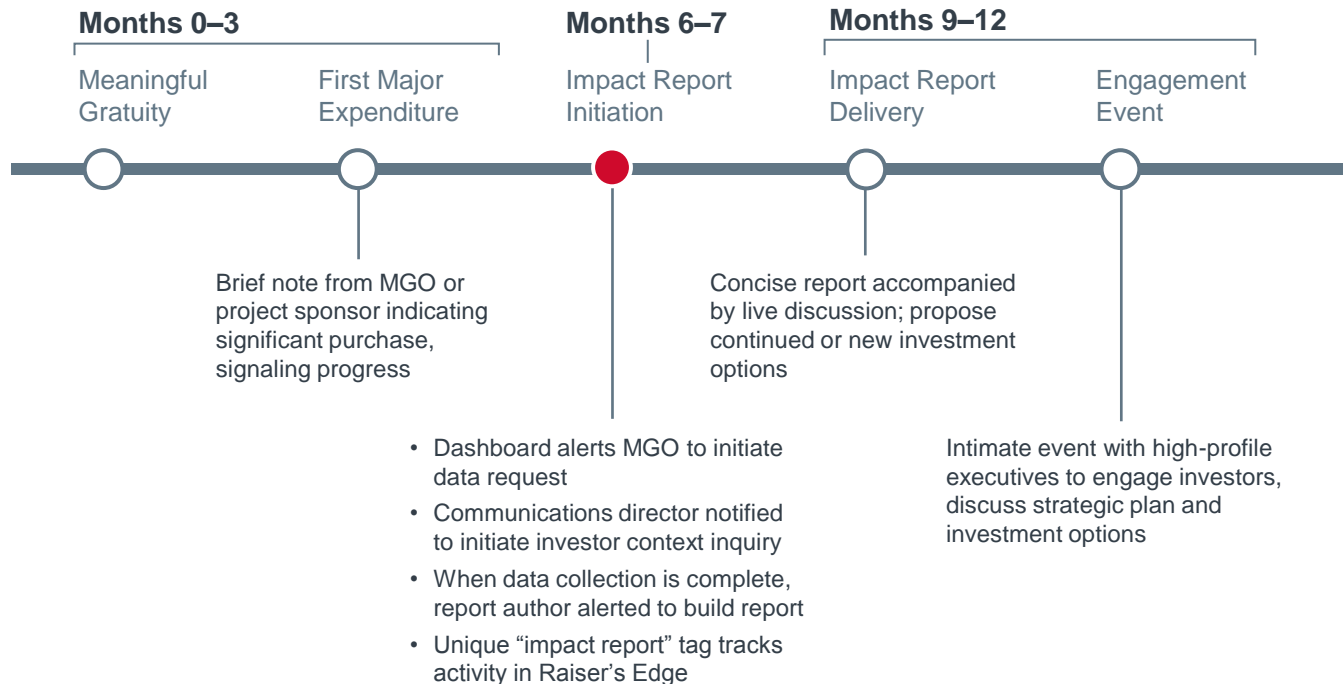 Months 0–3
Months 6–7
Months 9–12
Meaningful
Gratuity
First Major
Expenditure
Impact Report
Initiation
Impact Report
Delivery
Engagement
Event
Brief note from MGO or
project sponsor indicating
significant purchase,
signaling progress
Concise report accompanied
by live discussion; propose
continued or new investment
options
• Dashboard alerts MGO to initiate
data request
• Communications director notified
to initiate investor context inquiry
• When data collection is complete,
report author alerted to build report
• Unique “impact report” tag tracks
activity in Raiser’s Edge
Intimate event with high-profile
executives to engage investors,
discuss strategic plan and
investment options